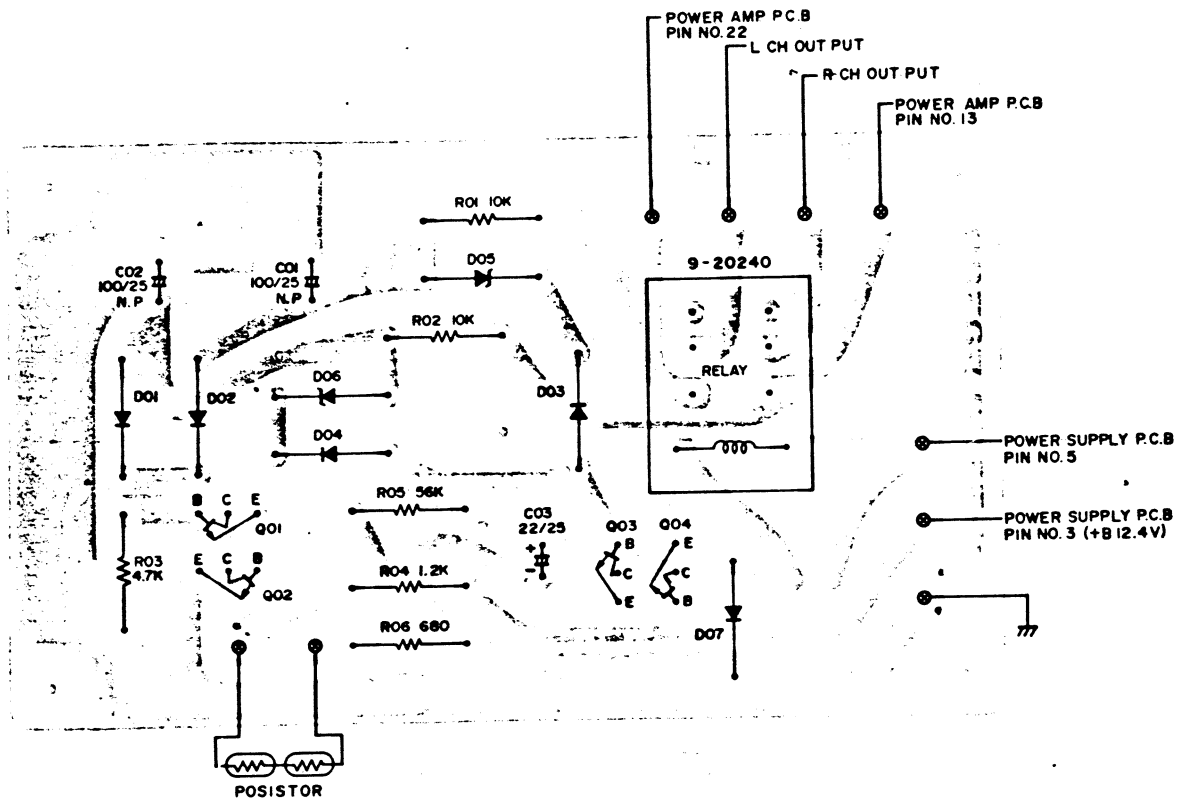 POWER AMP P.C.B
PIN NO. 22
L CH OUT PUT
R CH OUT PUT
POWER AMP P.C.B
PIN NO. 13
R01 10K
C02
100/25
N.P
C01
100/25
N.P
D05
9-20240
R02 10K
RELAY
D01
D02
D06
D03
D04
POWER SUPPLY P.C.B
PIN NO. 5
B C E
Q01
R05 56K
C03
22/25
+
-
Q03
B
C
E
Q04
E
C
B
POWER SUPPLY P.C.B
PIN NO. 3 (+B 12.4V)
R03
4.7K
E C B
Q02
R04 1.2K
R06 680
D07
POSISTOR